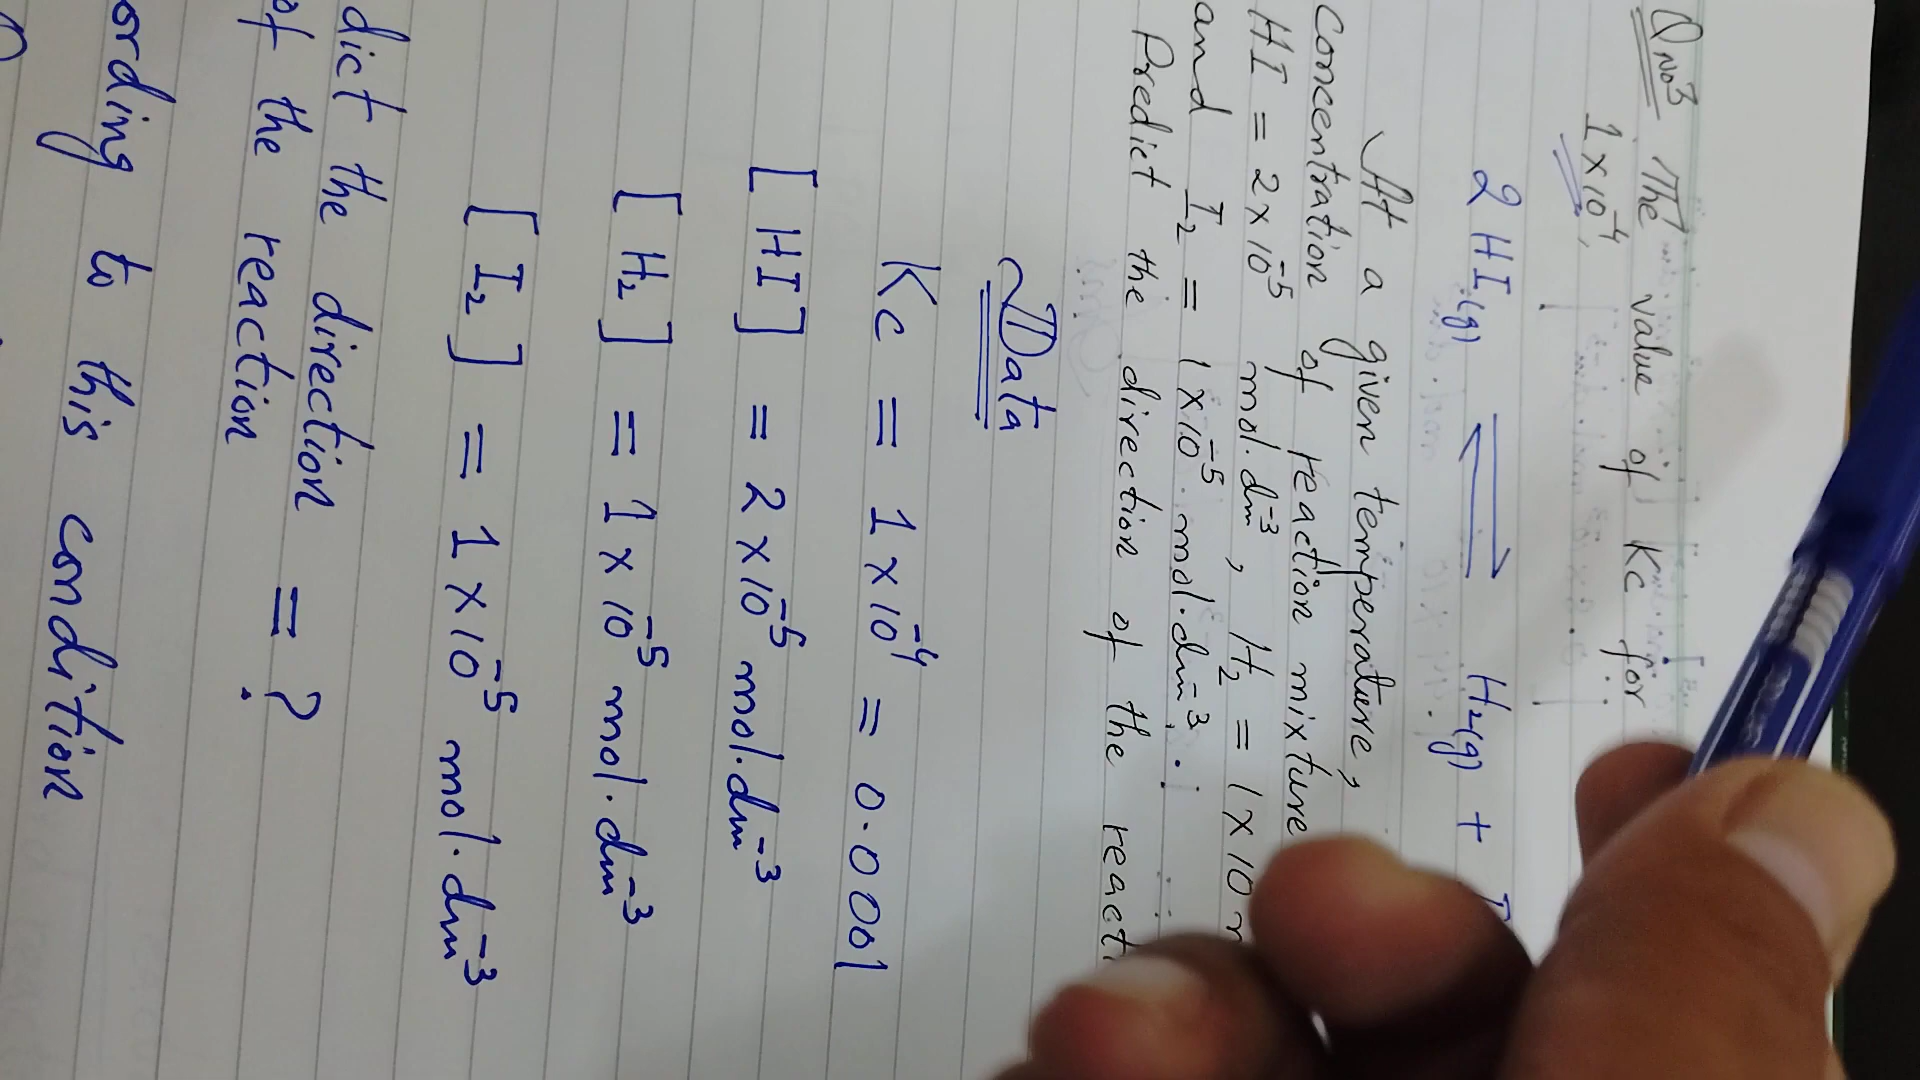 Q No 3 The value of Kc for
1×10⁻⁴,
2HI(g) ⇌ H₂(g) +
At a given temperature,
Concentration of reaction mixture
HI = 2×10⁻⁵ mol.dm⁻³, H₂ = 1×10
and I₂ = 1×10⁻⁵ mol.dm⁻³.
Predict the direction of the react
Data
Kc = 1×10⁻⁴ = 0.0001
[HI] = 2×10⁻⁵ mol.dm⁻³
[H₂] = 1×10⁻⁵ mol.dm⁻³
[I₂] = 1×10⁻⁵ mol.dm⁻³
dict the direction = ?
of the reaction
ording to this condition